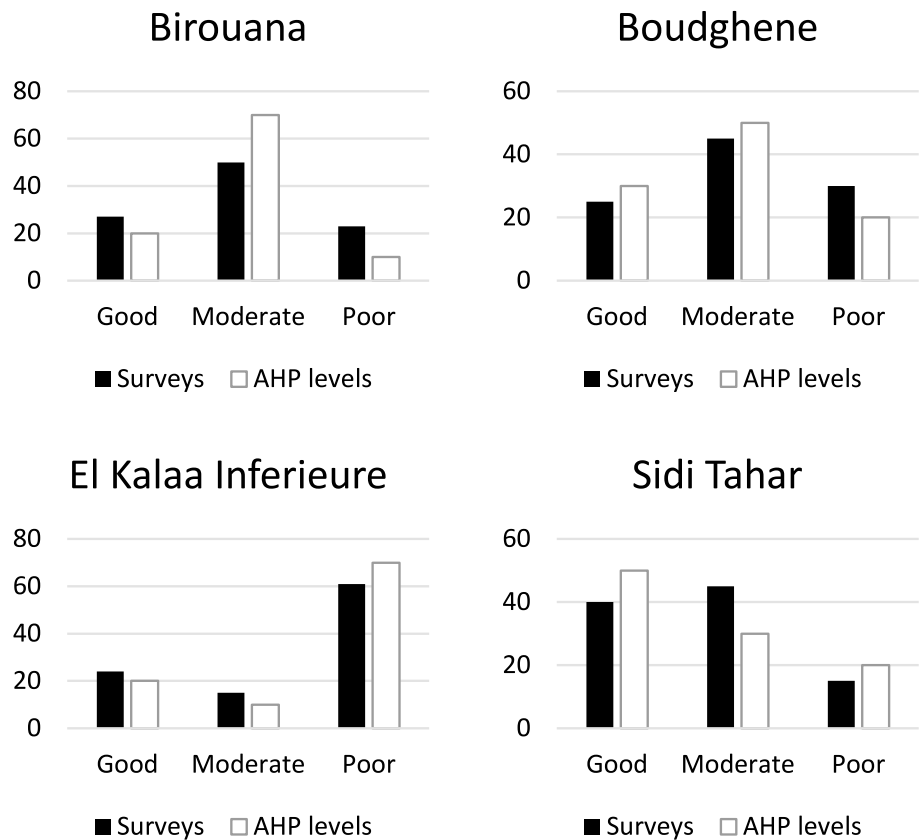 Birouana
80
60
40
20
0
Good Moderate Poor
Surveys AHP levels
Boudghene
60
40
20
0
Good Moderate Poor
Surveys AHP levels
El Kalaa Inferieure
80
60
40
20
0
Good Moderate Poor
Surveys AHP levels
Sidi Tahar
60
40
20
0
Good Moderate Poor
Surveys AHP levels